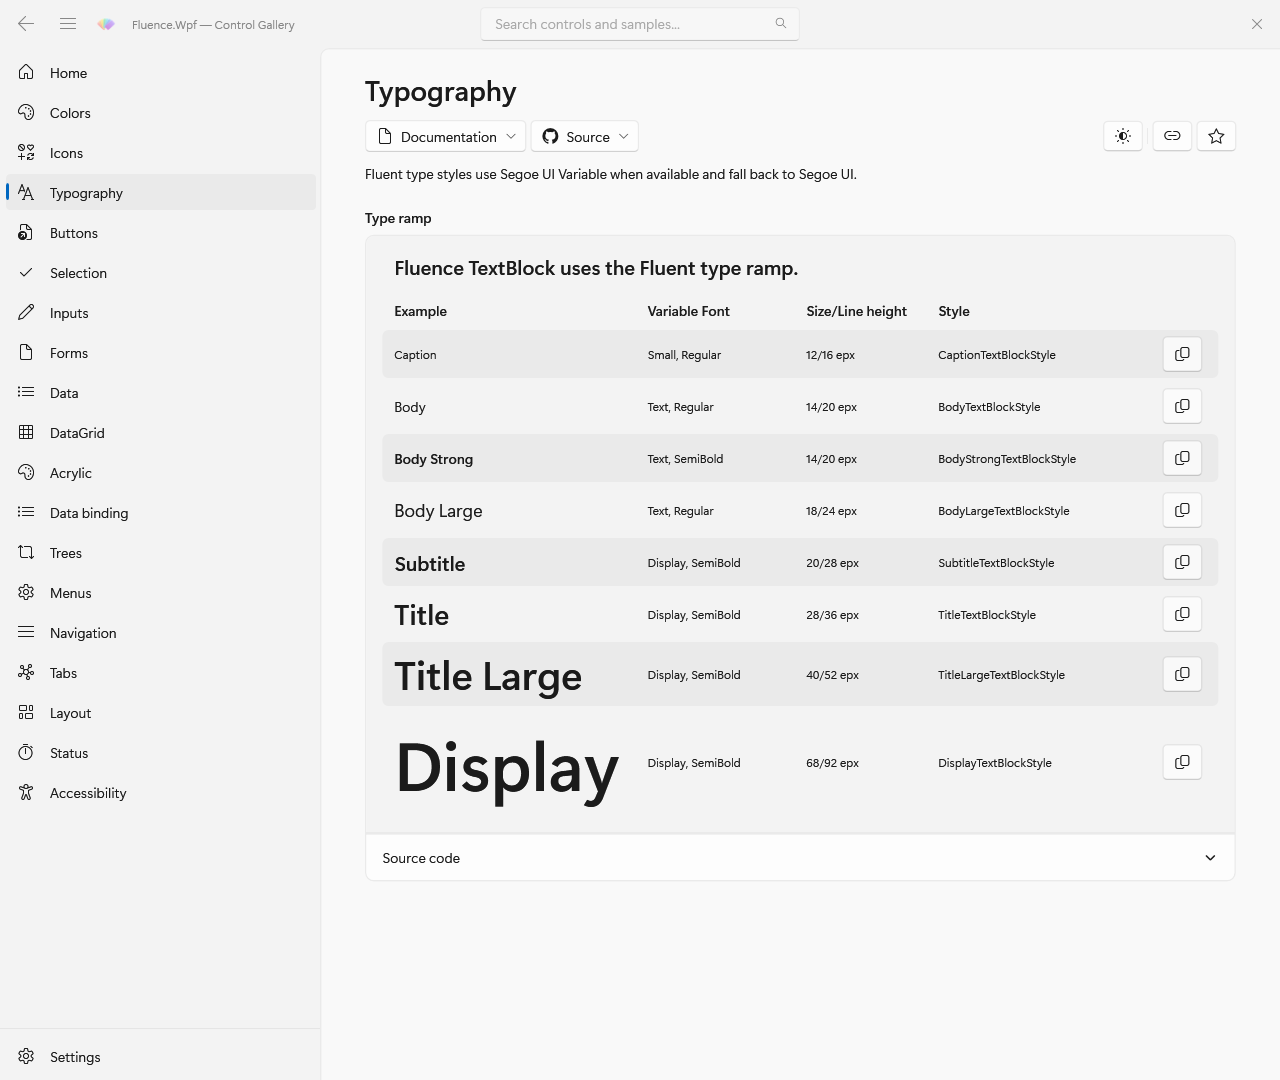 Fluence.Wpf — Control Gallery
Search controls and samples...
Home
Colors
Icons
Typography
Buttons
Selection
Inputs
Forms
Data
DataGrid
Acrylic
Data binding
Trees
Menus
Navigation
Tabs
Layout
Status
Accessibility
Settings
Typography
Documentation
Source
Fluent type styles use Segoe UI Variable when available and fall back to Segoe UI.
Type ramp
Fluence TextBlock uses the Fluent type ramp.
Example Variable Font Size/Line height Style
Caption Small, Regular 12/16 epx CaptionTextBlockStyle
Body Text, Regular 14/20 epx BodyTextBlockStyle
Body Strong Text, SemiBold 14/20 epx BodyStrongTextBlockStyle
Body Large Text, Regular 18/24 epx BodyLargeTextBlockStyle
Subtitle Display, SemiBold 20/28 epx SubtitleTextBlockStyle
Title Display, SemiBold 28/36 epx TitleTextBlockStyle
Title Large Display, SemiBold 40/52 epx TitleLargeTextBlockStyle
Display Display, SemiBold 68/92 epx DisplayTextBlockStyle
Source code